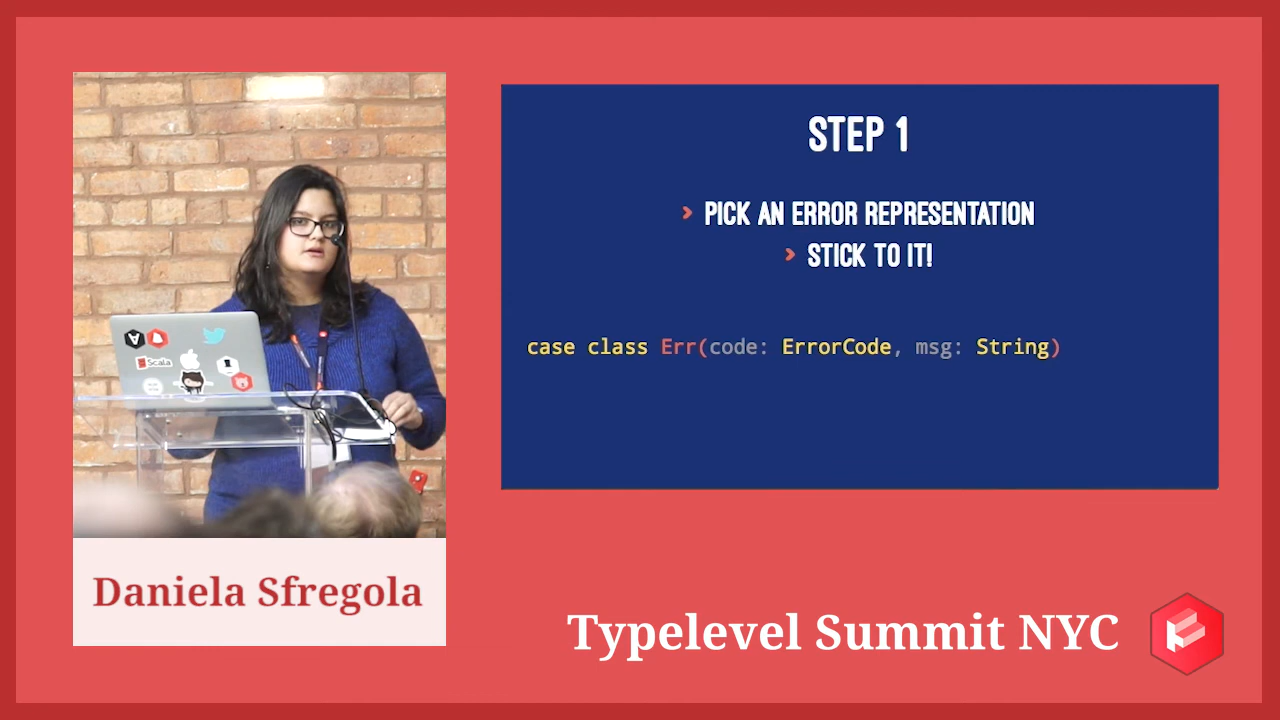 STEP 1
› PICK AN ERROR REPRESENTATION
› STICK TO IT!
case class Err(code: ErrorCode, msg: String)
Scala
Daniela Sfregola
Typelevel Summit NYC